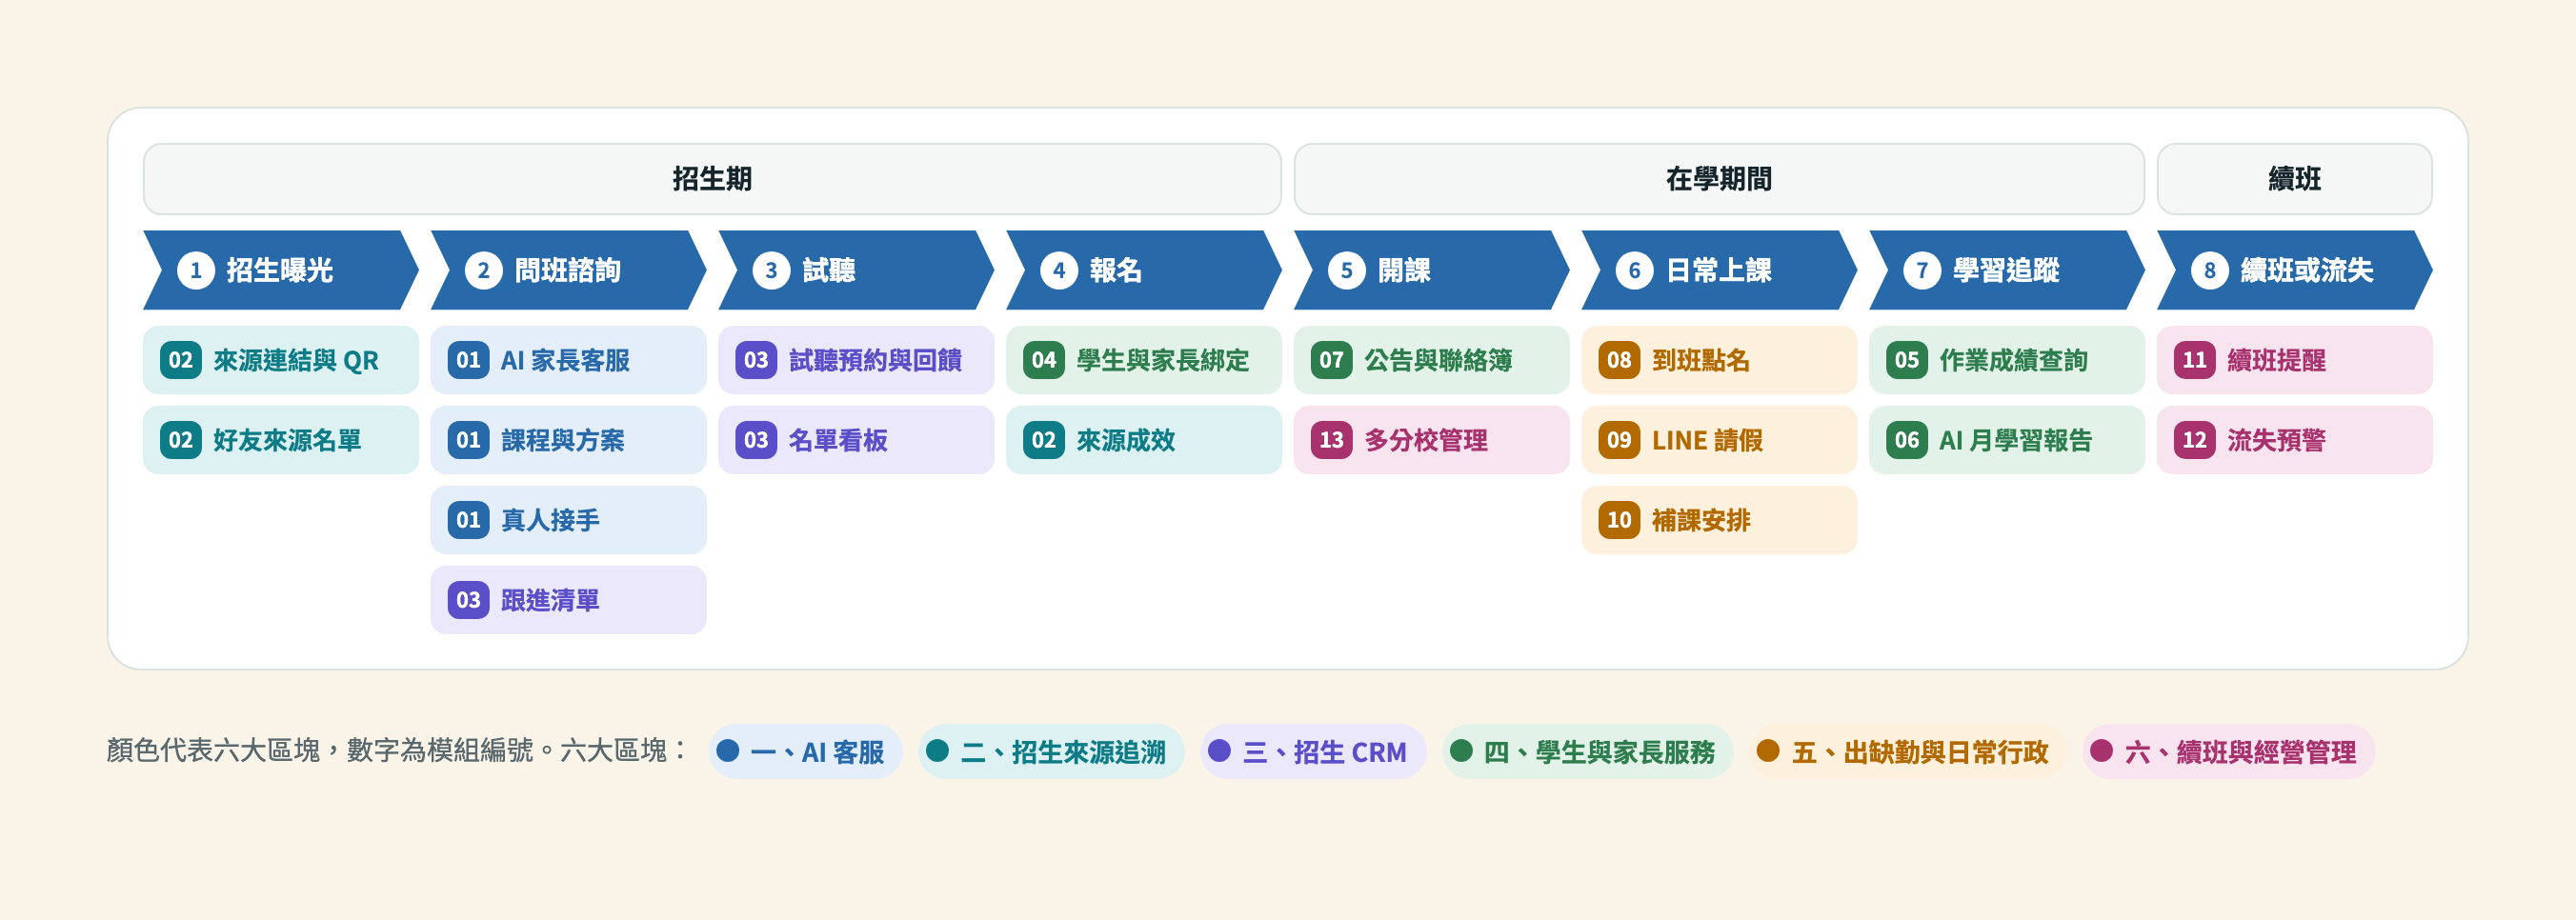 招生期
在學期間
續班
1 招生曝光
2 問班諮詢
3 試聽
4 報名
5 開課
6 日常上課
7 學習追蹤
8 續班或流失
02 來源連結與 QR
02 好友來源名單
01 AI 家長客服
01 課程與方案
01 真人接手
03 跟進清單
03 試聽預約與回饋
03 名單看板
04 學生與家長綁定
02 來源成效
07 公告與聯絡簿
13 多分校管理
08 到班點名
09 LINE 請假
10 補課安排
05 作業成績查詢
06 AI 月學習報告
11 續班提醒
12 流失預警
顏色代表六大區塊，數字為模組編號。六大區塊：
一、AI 客服
二、招生來源追溯
三、招生 CRM
四、學生與家長服務
五、出缺勤與日常行政
六、續班與經營管理